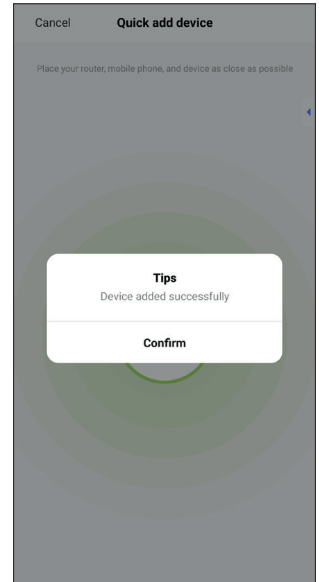 Cancel Quick add device
Place your router, mobile phone, and device as close as possible
Tips
Device added successfully
Confirm